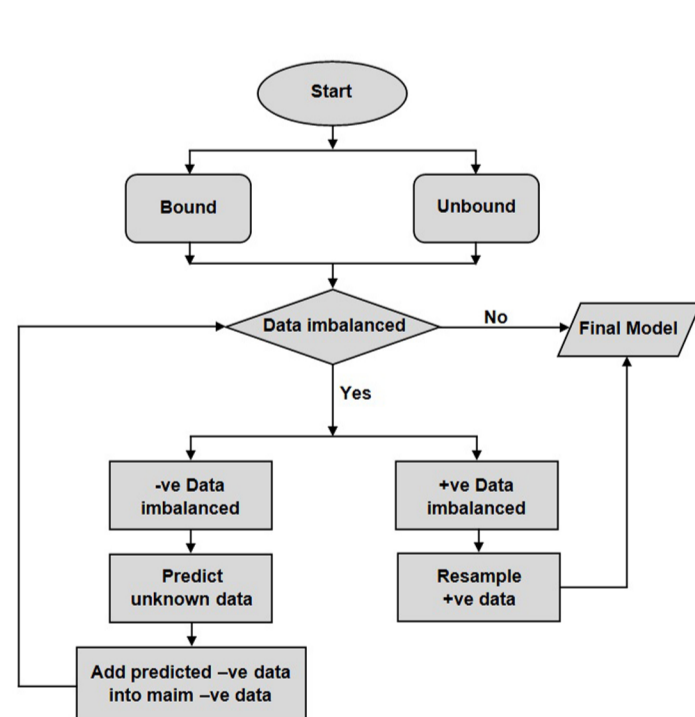 Start
Bound
Unbound
Data imbalanced
No
Final Model
Yes
-ve Data
imbalanced
+ve Data
imbalanced
Predict
unknown data
Resample
+ve data
Add predicted –ve data
into maim –ve data